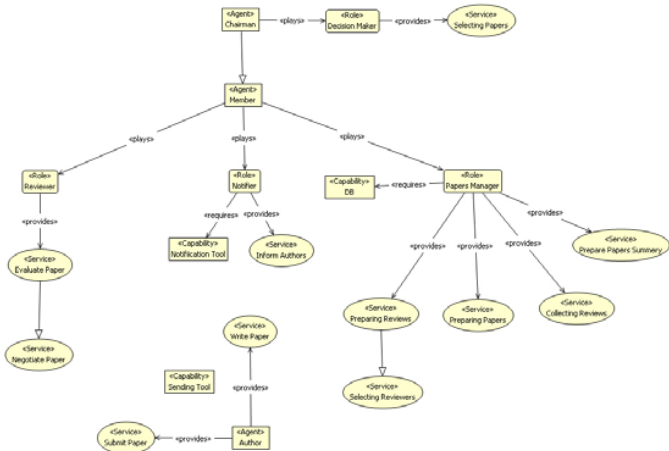 «Agent»
Chairman
«plays»
«Role»
Decision Maker
«provides»
«Service»
Selecting Papers
«Agent»
Member
«plays»
«plays»
«plays»
«Role»
Reviewer
«Role»
Notifier
«Capability»
DB
«requires»
«Role»
Papers Manager
«provides»
«requires»
«provides»
«Capability»
Notifiication Tool
«Service»
Inform Authors
«provides»
«provides»
«provides»
«provides»
«Service»
Prepare Papers Summery
«Service»
Evaluate Paper
«Service»
Negotiate Paper
«Service»
Preparing Reviews
«Service»
Preparing Papers
«Service»
Collecting Reviews
«Service»
Selecting Reviewers
«Service»
Write Paper
«Capability»
Sending Tool
«provides»
«Service»
Submit Paper
«provides»
«Agent»
Author